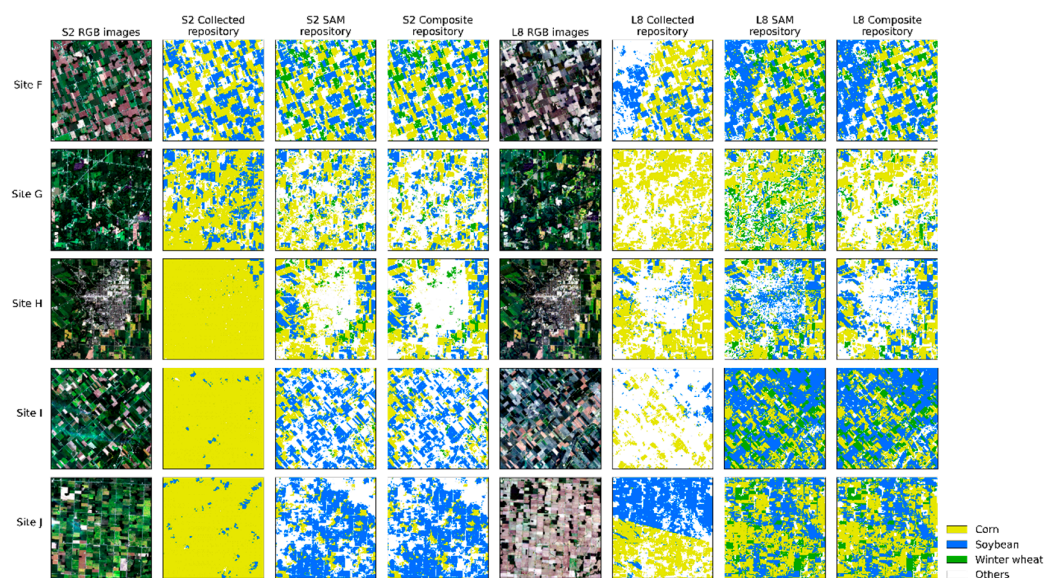 S2 RGB images
S2 Collected
repository
S2 SAM
repository
S2 Composite
repository
L8 RGB images
L8 Collected
repository
L8 SAM
repository
L8 Composite
repository
Site F
Site G
Site H
Site I
Site J
Corn
Soybean
Winter wheat
Others